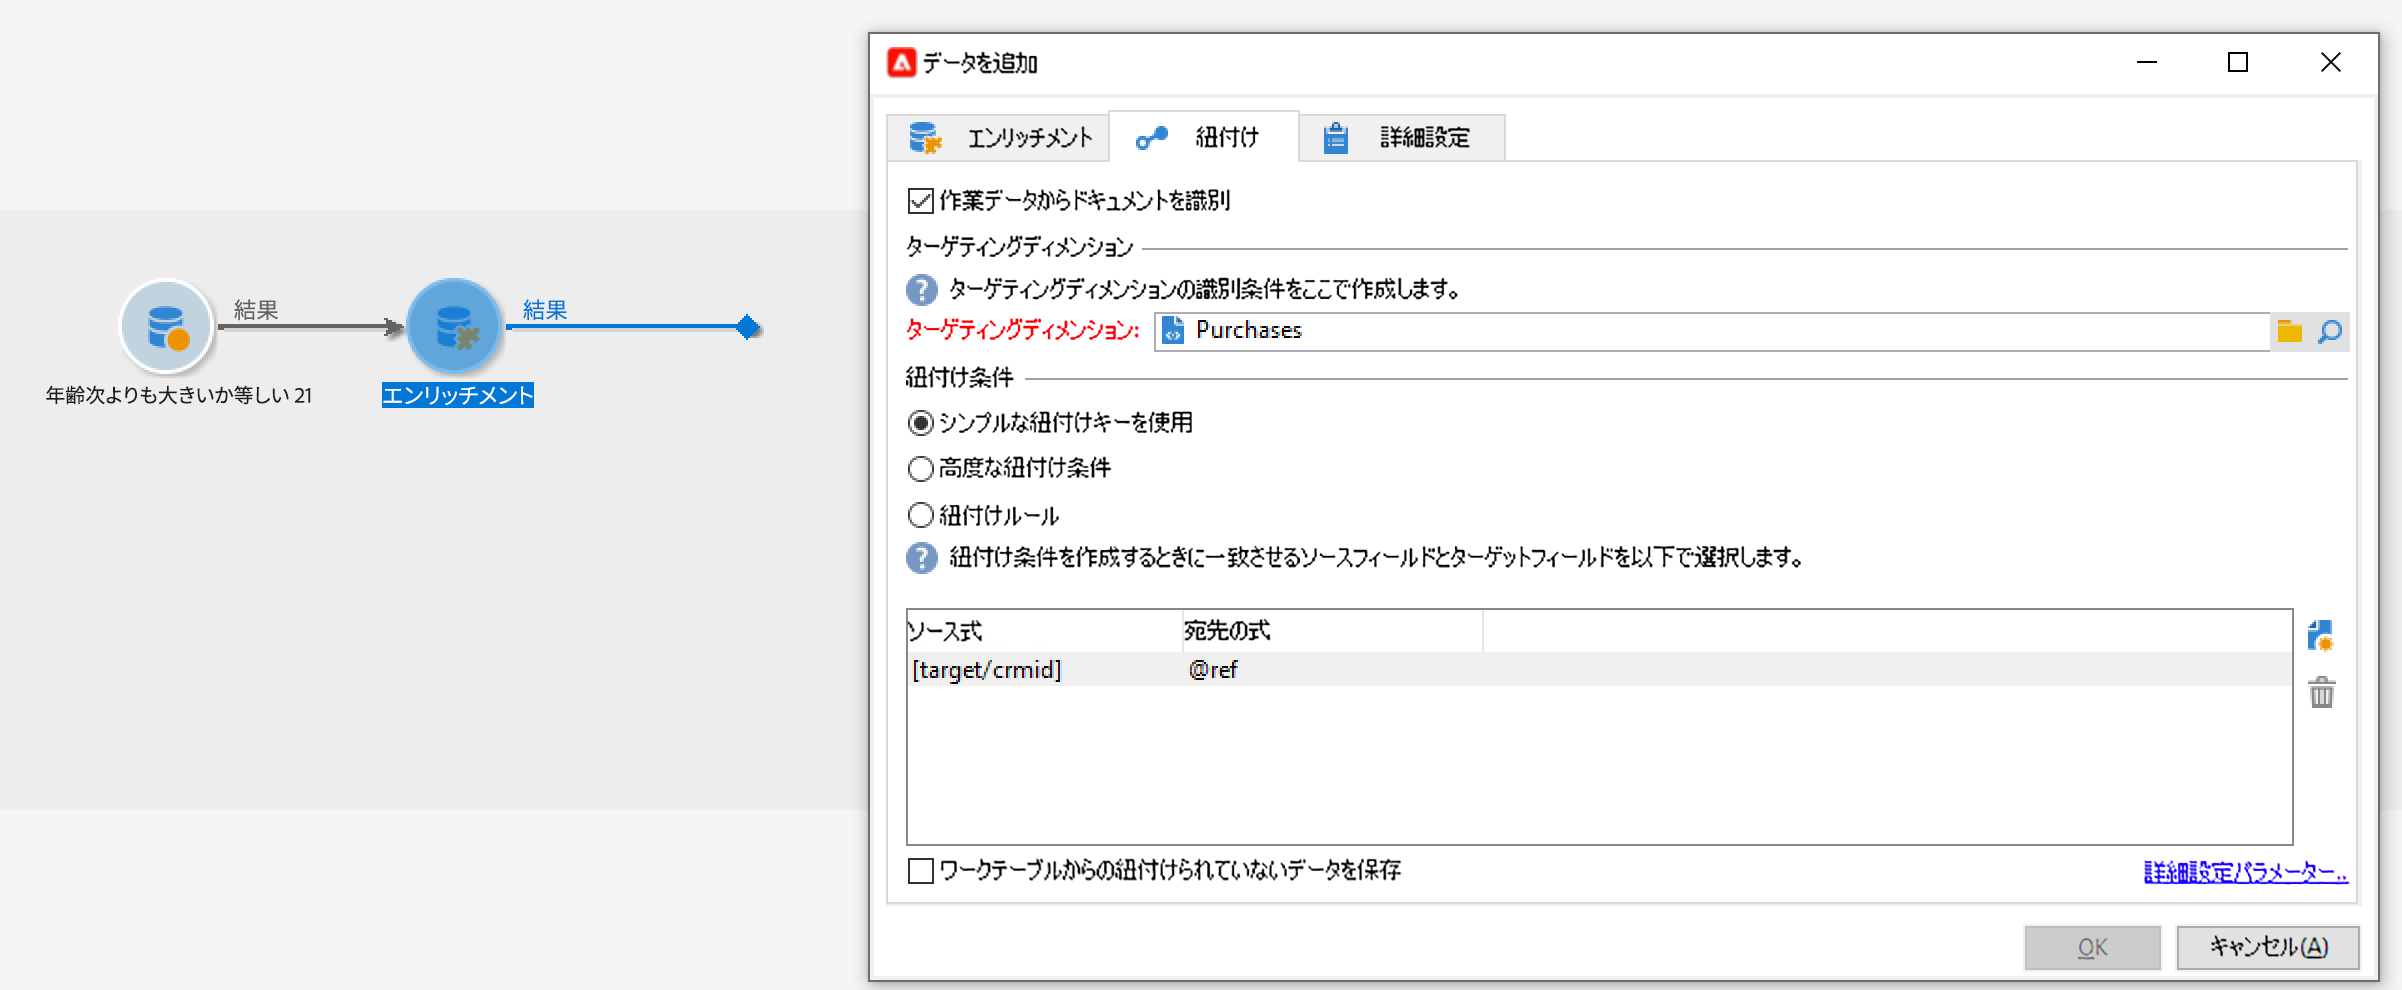 データを追加
エンリッチメント
紐付け
詳細設定
作業データからドキュメントを識別
ターゲティングディメンション
ターゲティングディメンションの識別条件をここで作成します。
ターゲティングディメンション:
Purchases
紐付け条件
シンプルな紐付けキーを使用
高度な紐付け条件
紐付けルール
紐付け条件を作成するときに一致させるソースフィールドとターゲットフィールドを以下で選択します。
ソース式
宛先の式
[target/crmid]
@ref
ワークテーブルからの紐付けられていないデータを保存
詳細設定パラメーター...
OK
キャンセル(A)
結果
結果
年齢次よりも大きいか等しい 21
エンリッチメント